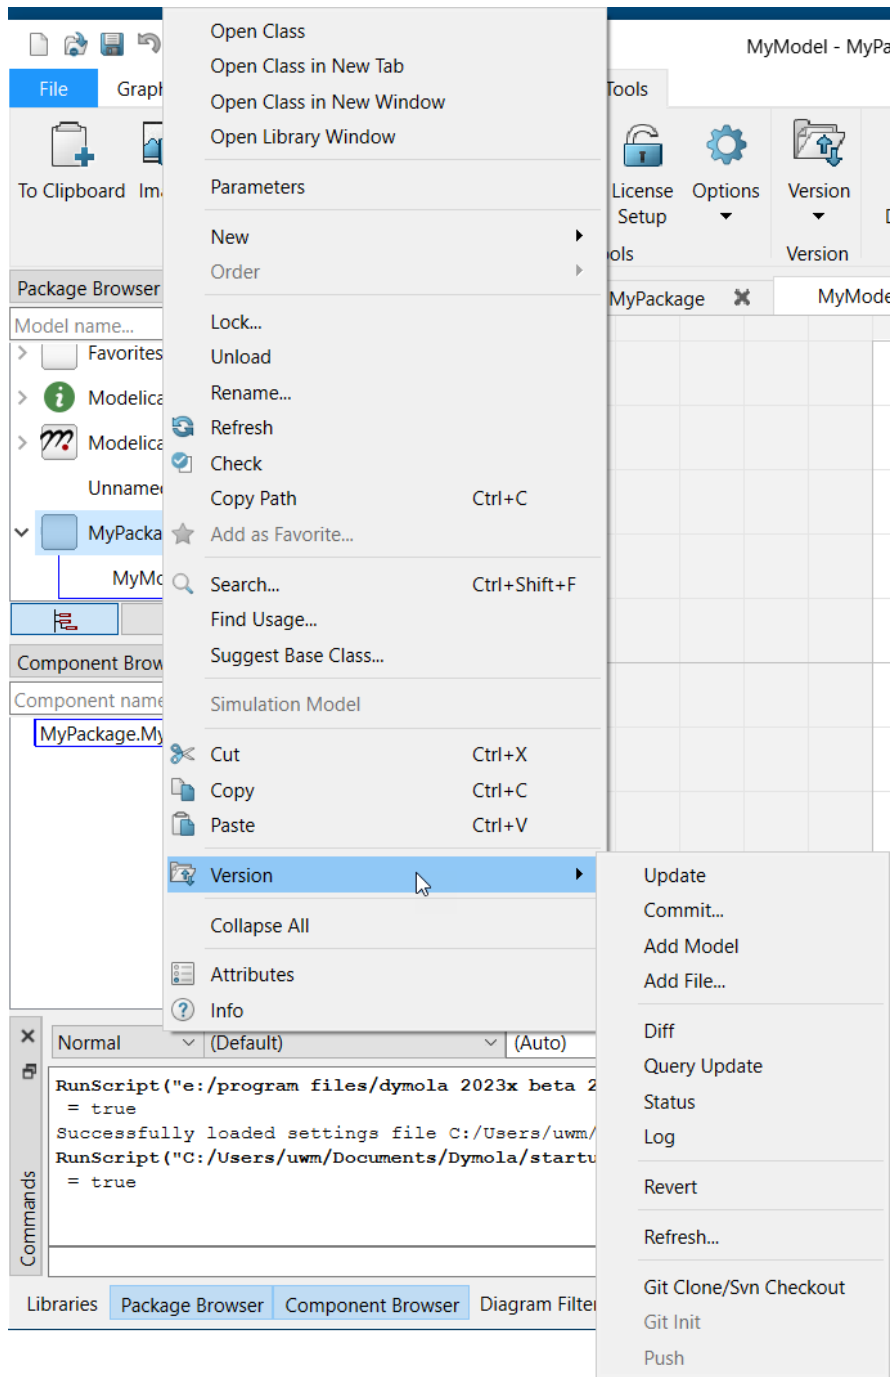 MyModel - MyPa
File
Grap
Tools
To Clipboard
Ima
License
Setup
Options
Version
ols
Version
Package Browser
MyPackage
MyMode
Model name...
Favorites
Modelica
Modelica
Unnamed
MyPacka
MyMo
Component Brow
Component name
MyPackage.My
Open Class
Open Class in New Tab
Open Class in New Window
Open Library Window
Parameters
New
Order
Lock...
Unload
Rename...
Refresh
Check
Copy Path Ctrl+C
Add as Favorite...
Search... Ctrl+Shift+F
Find Usage...
Suggest Base Class...
Simulation Model
Cut Ctrl+X
Copy Ctrl+C
Paste Ctrl+V
Version
Collapse All
Attributes
Info
Update
Commit...
Add Model
Add File...
Diff
Query Update
Status
Log
Revert
Refresh...
Git Clone/Svn Checkout
Git Init
Push
Normal (Default) (Auto)
RunScript("e:/program files/dymola 2023x beta 2
= true
Successfully loaded settings file C:/Users/uwm/
RunScript("C:/Users/uwm/Documents/Dymola/startu
= true
Commands
Libraries Package Browser Component Browser Diagram Filter